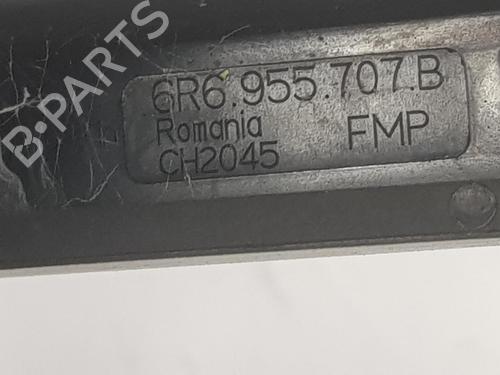 6R6.955.707.B
Romania FMP
CH2045
B-PARTS